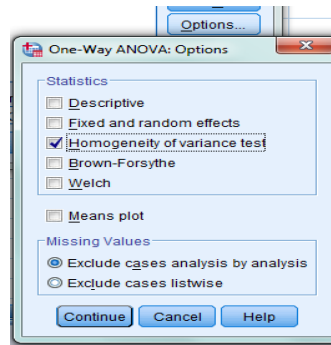 Options...
One-Way ANOVA: Options
Statistics
Descriptive
Fixed and random effects
Homogeneity of variance test
Brown-Forsythe
Welch
Means plot
Missing Values
Exclude cases analysis by analysis
Exclude cases listwise
Continue Cancel Help